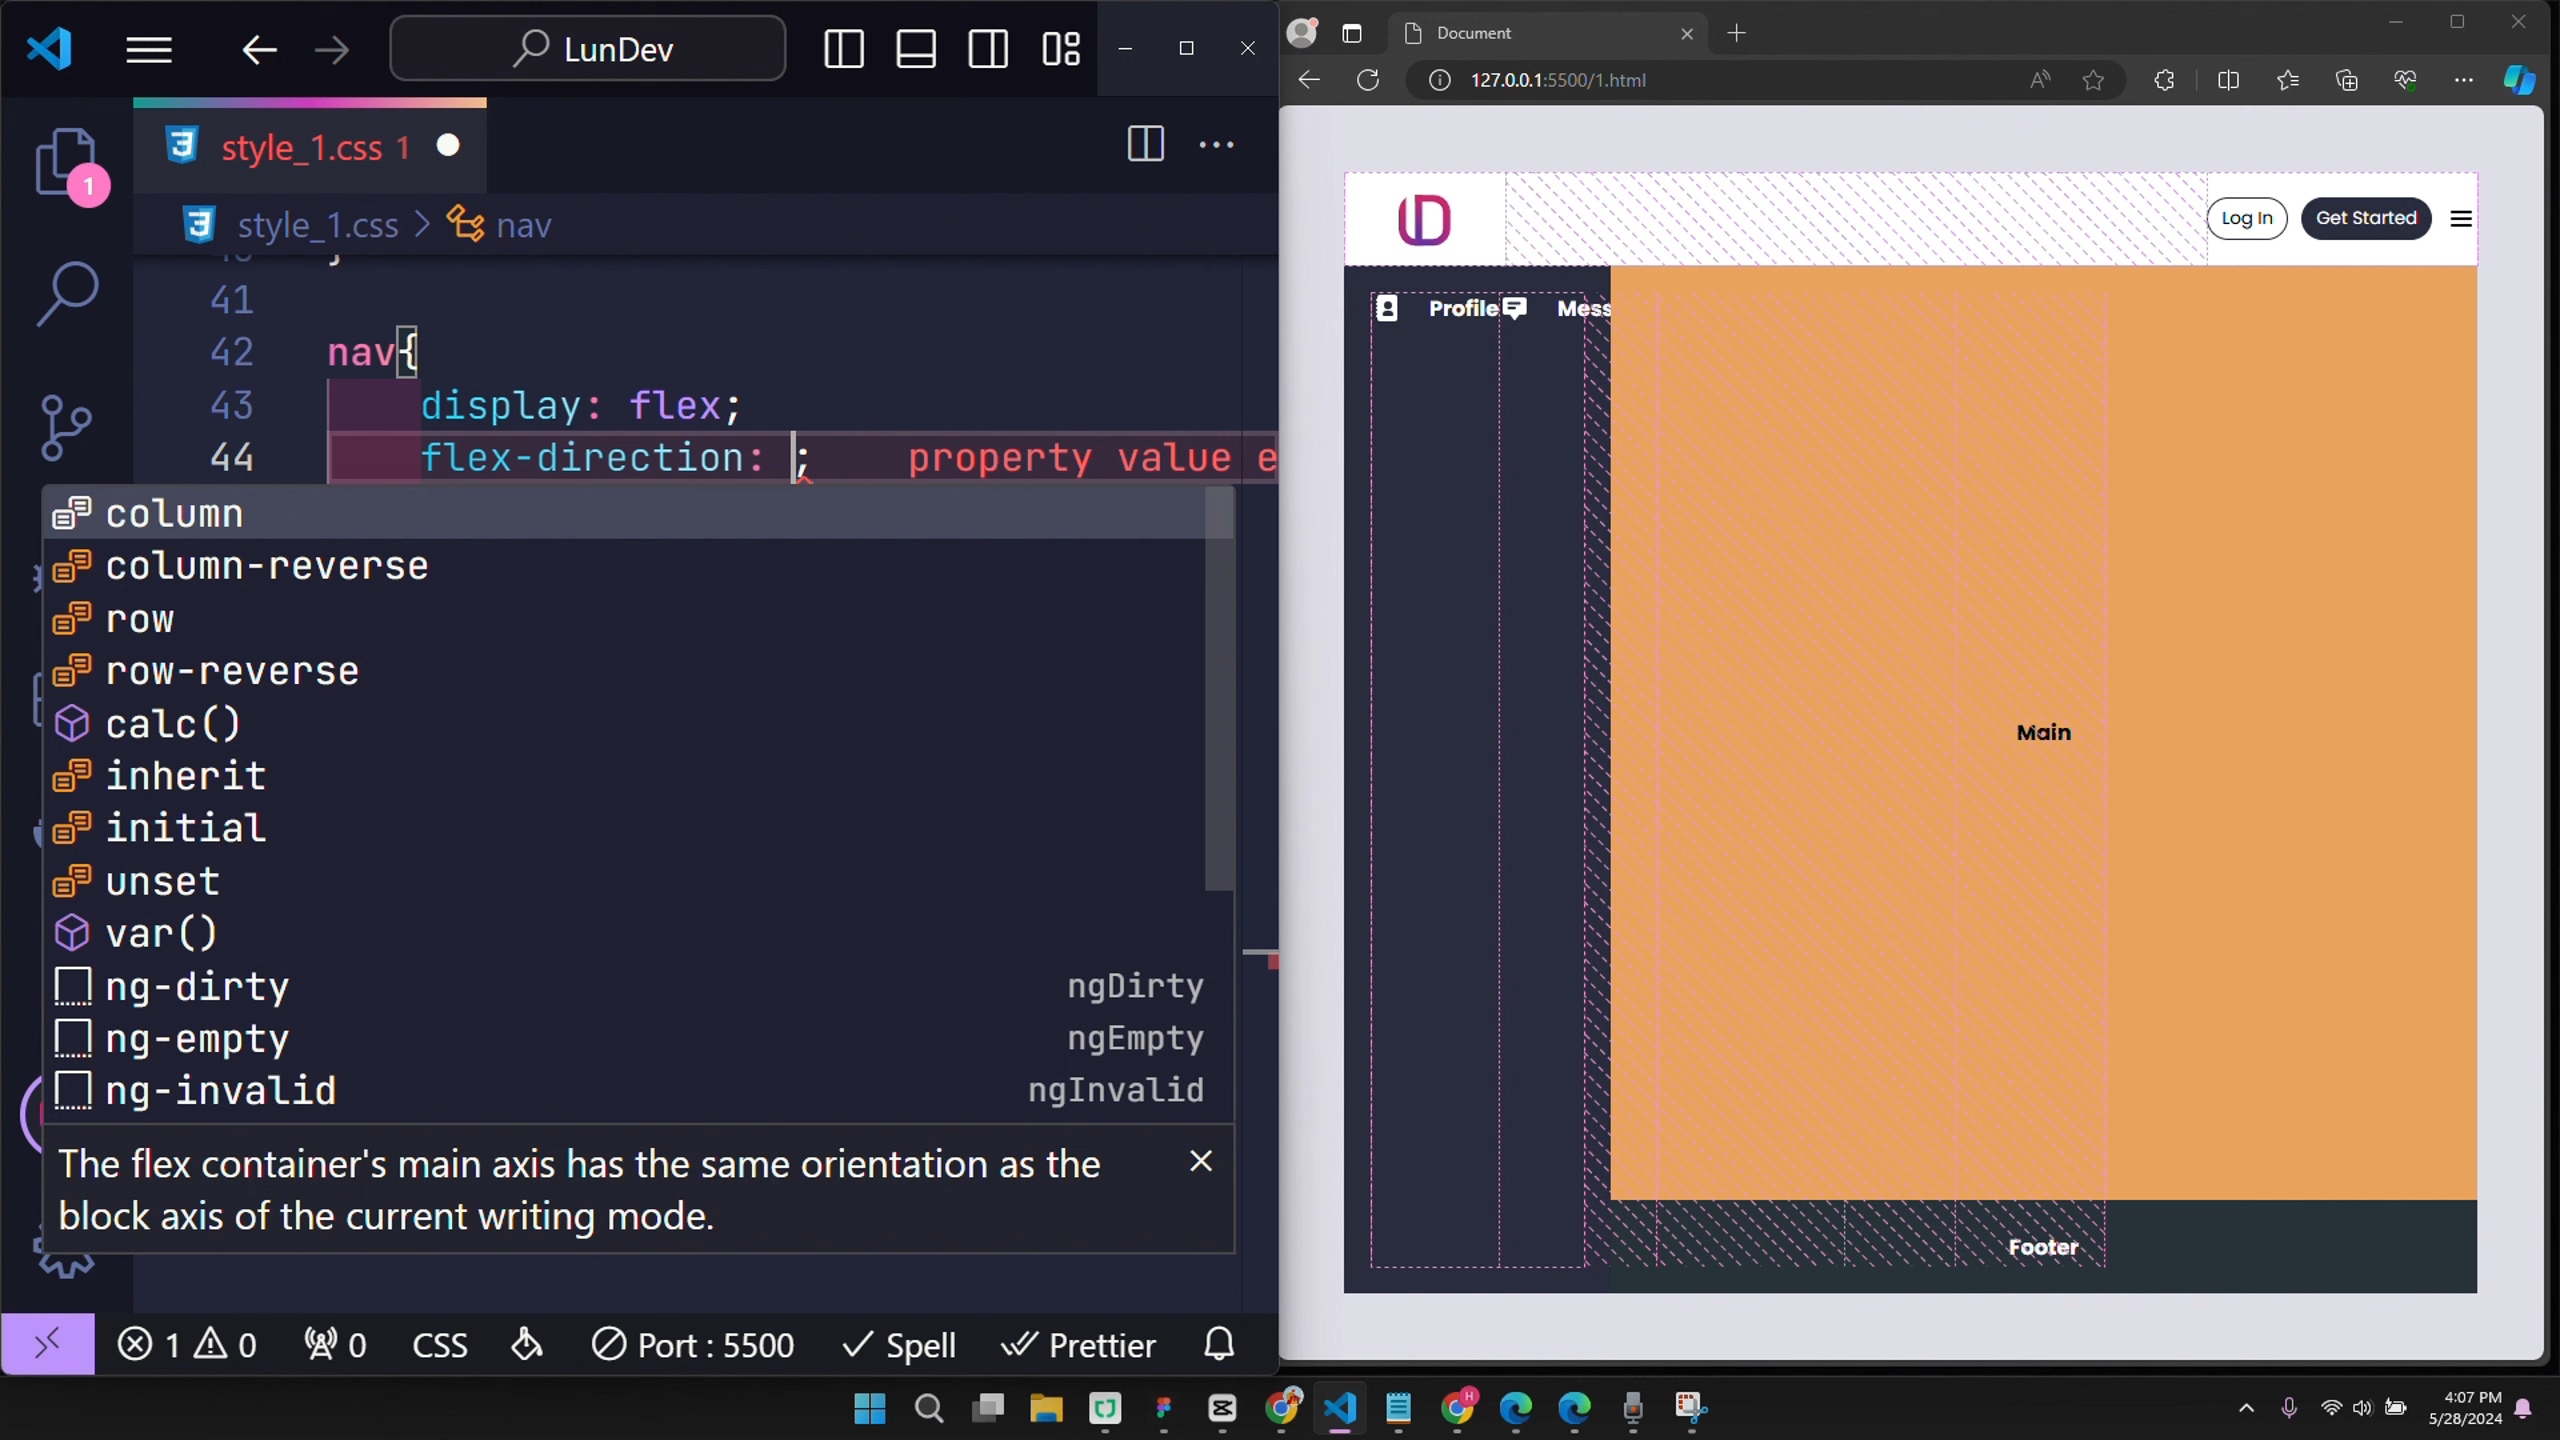 LunDev
style_1.css 1
1
style_1.css > nav
41
42 nav{
43 display: flex;
44 flex-direction: ; property value e
column
column-reverse
row
row-reverse
calc()
inherit
initial
unset
var()
ng-dirty ngDirty
ng-empty ngEmpty
ng-invalid ngInvalid
The flex container's main axis has the same orientation as the
block axis of the current writing mode.
1 0 0 CSS Port : 5500 Spell Prettier
Document
127.0.0.1:5500/1.html
Log In
Get Started
Profile
Mess
Main
Footer
4:07 PM
5/28/2024